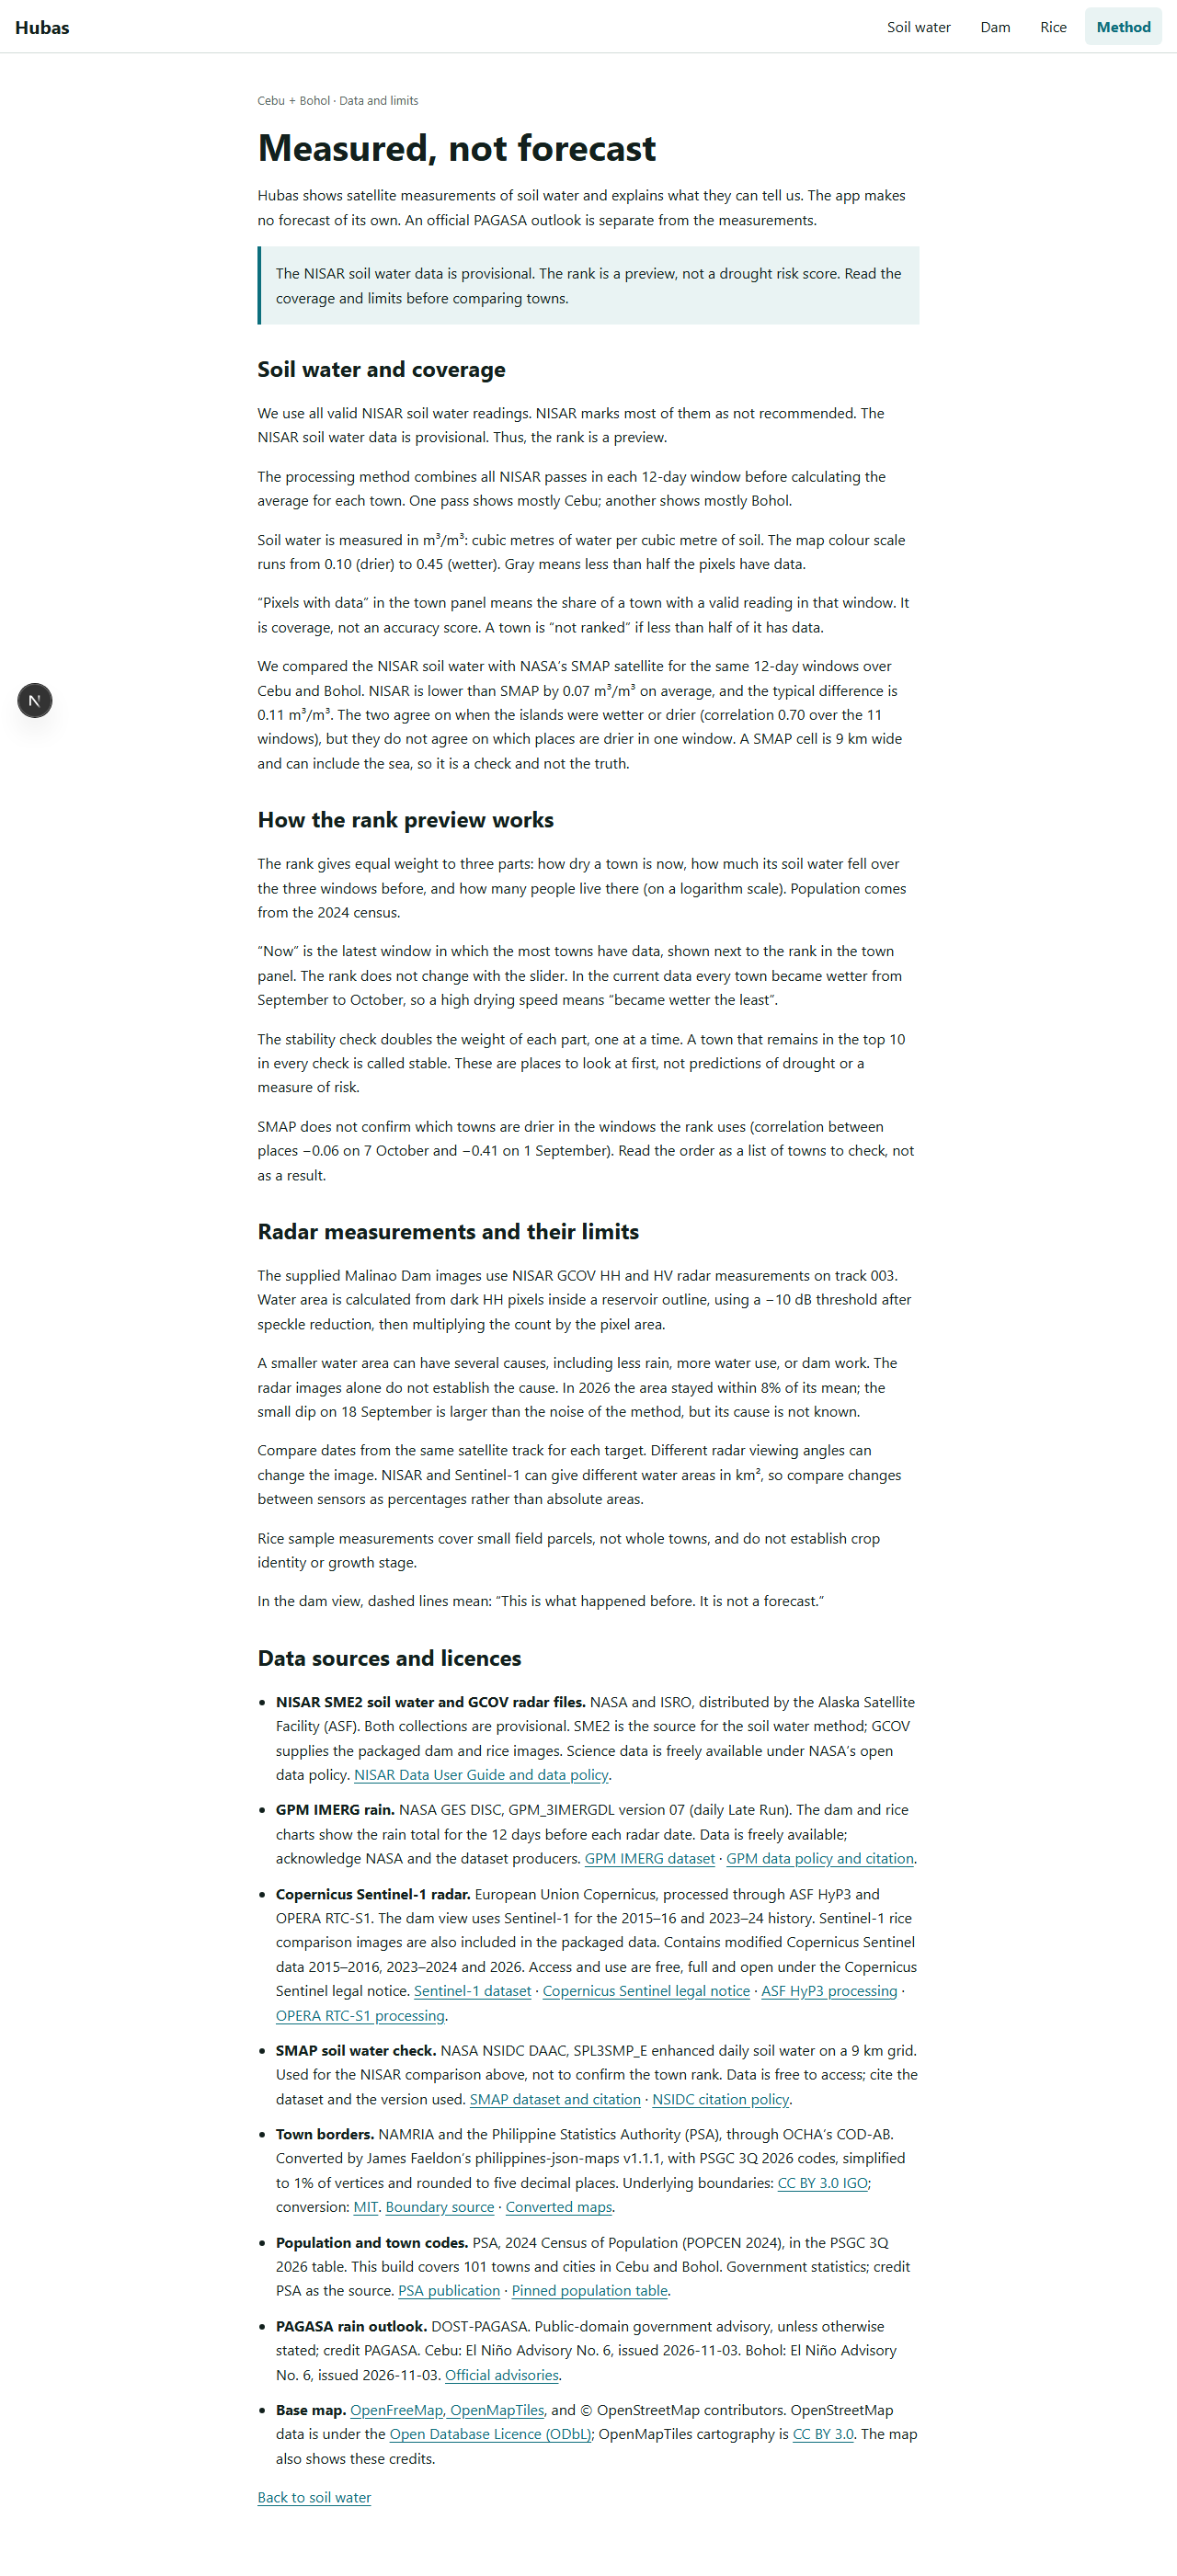 Hubas
Soil water
Dam
Rice
Method
Cebu + Bohol · Data and limits
Measured, not forecast
Hubas shows satellite measurements of soil water and explains what they can tell us. The app makes
no forecast of its own. An official PAGASA outlook is separate from the measurements.
The NISAR soil water data is provisional. The rank is a preview, not a drought risk score. Read the
coverage and limits before comparing towns.
Soil water and coverage
We use all valid NISAR soil water readings. NISAR marks most of them as not recommended. The
NISAR soil water data is provisional. Thus, the rank is a preview.
The processing method combines all NISAR passes in each 12-day window before calculating the
average for each town. One pass shows mostly Cebu; another shows mostly Bohol.
Soil water is measured in m³/m³: cubic metres of water per cubic metre of soil. The map colour scale
runs from 0.10 (drier) to 0.45 (wetter). Gray means less than half the pixels have data.
“Pixels with data” in the town panel means the share of a town with a valid reading in that window. It
is coverage, not an accuracy score. A town is “not ranked” if less than half of it has data.
We compared the NISAR soil water with NASA’s SMAP satellite for the same 12-day windows over
Cebu and Bohol. NISAR is lower than SMAP by 0.07 m³/m³ on average, and the typical difference is
0.11 m³/m³. The two agree on when the islands were wetter or drier (correlation 0.70 over the 11
windows), but they do not agree on which places are drier in one window. A SMAP cell is 9 km wide
and can include the sea, so it is a check and not the truth.
N
How the rank preview works
The rank gives equal weight to three parts: how dry a town is now, how much its soil water fell over
the three windows before, and how many people live there (on a logarithm scale). Population comes
from the 2024 census.
“Now” is the latest window in which the most towns have data, shown next to the rank in the town
panel. The rank does not change with the slider. In the current data every town became wetter from
September to October, so a high drying speed means “became wetter the least”.
The stability check doubles the weight of each part, one at a time. A town that remains in the top 10
in every check is called stable. These are places to look at first, not predictions of drought or a
measure of risk.
SMAP does not confirm which towns are drier in the windows the rank uses (correlation between
places −0.06 on 7 October and −0.41 on 1 September). Read the order as a list of towns to check, not
as a result.
Radar measurements and their limits
The supplied Malinao Dam images use NISAR GCOV HH and HV radar measurements on track 003.
Water area is calculated from dark HH pixels inside a reservoir outline, using a −10 dB threshold after
speckle reduction, then multiplying the count by the pixel area.
A smaller water area can have several causes, including less rain, more water use, or dam work. The
radar images alone do not establish the cause. In 2026 the area stayed within 8% of its mean; the
small dip on 18 September is larger than the noise of the method, but its cause is not known.
Compare dates from the same satellite track for each target. Different radar viewing angles can
change the image. NISAR and Sentinel-1 can give different water areas in km², so compare changes
between sensors as percentages rather than absolute areas.
Rice sample measurements cover small field parcels, not whole towns, and do not establish crop
identity or growth stage.
In the dam view, dashed lines mean: “This is what happened before. It is not a forecast.”
Data sources and licences
• NISAR SME2 soil water and GCOV radar files. NASA and ISRO, distributed by the Alaska Satellite
Facility (ASF). Both collections are provisional. SME2 is the source for the soil water method; GCOV
supplies the packaged dam and rice images. Science data is freely available under NASA’s open
data policy. NISAR Data User Guide and data policy.
• GPM IMERG rain. NASA GES DISC, GPM_3IMERGDL version 07 (daily Late Run). The dam and rice
charts show the rain total for the 12 days before each radar date. Data is freely available;
acknowledge NASA and the dataset producers. GPM IMERG dataset · GPM data policy and citation.
• Copernicus Sentinel-1 radar. European Union Copernicus, processed through ASF HyP3 and
OPERA RTC-S1. The dam view uses Sentinel-1 for the 2015–16 and 2023–24 history. Sentinel-1 rice
comparison images are also included in the packaged data. Contains modified Copernicus Sentinel
data 2015–2016, 2023–2024 and 2026. Access and use are free, full and open under the Copernicus
Sentinel legal notice. Sentinel-1 dataset · Copernicus Sentinel legal notice · ASF HyP3 processing ·
OPERA RTC-S1 processing.
• SMAP soil water check. NASA NSIDC DAAC, SPL3SMP_E enhanced daily soil water on a 9 km grid.
Used for the NISAR comparison above, not to confirm the town rank. Data is free to access; cite the
dataset and the version used. SMAP dataset and citation · NSIDC citation policy.
• Town borders. NAMRIA and the Philippine Statistics Authority (PSA), through OCHA’s COD-AB.
Converted by James Faeldon’s philippines-json-maps v1.1.1, with PSGC 3Q 2026 codes, simplified
to 1% of vertices and rounded to five decimal places. Underlying boundaries: CC BY 3.0 IGO;
conversion: MIT. Boundary source · Converted maps.
• Population and town codes. PSA, 2024 Census of Population (POPCEN 2024), in the PSGC 3Q
2026 table. This build covers 101 towns and cities in Cebu and Bohol. Government statistics; credit
PSA as the source. PSA publication · Pinned population table.
• PAGASA rain outlook. DOST-PAGASA. Public-domain government advisory, unless otherwise
stated; credit PAGASA. Cebu: El Niño Advisory No. 6, issued 2026-11-03. Bohol: El Niño Advisory
No. 6, issued 2026-11-03. Official advisories.
• Base map. OpenFreeMap, OpenMapTiles, and © OpenStreetMap contributors. OpenStreetMap
data is under the Open Database Licence (ODbL); OpenMapTiles cartography is CC BY 3.0. The map
also shows these credits.
Back to soil water